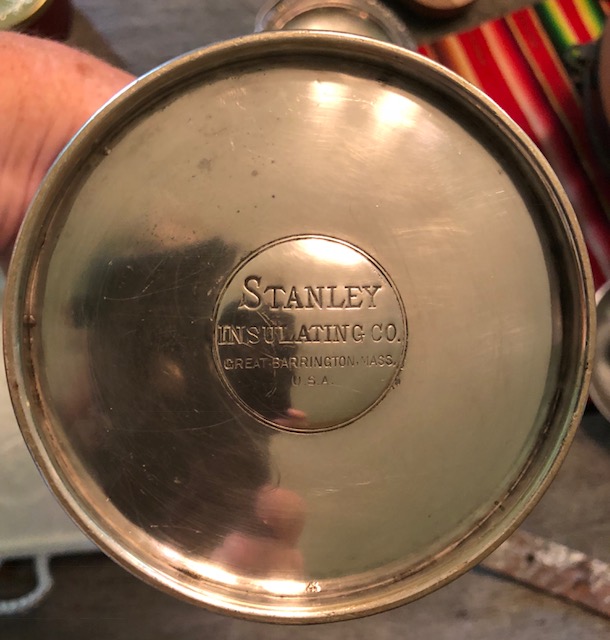 STANLEY
INSULATING CO.
GREAT BARRINGTON, MASS.
U.S.A.